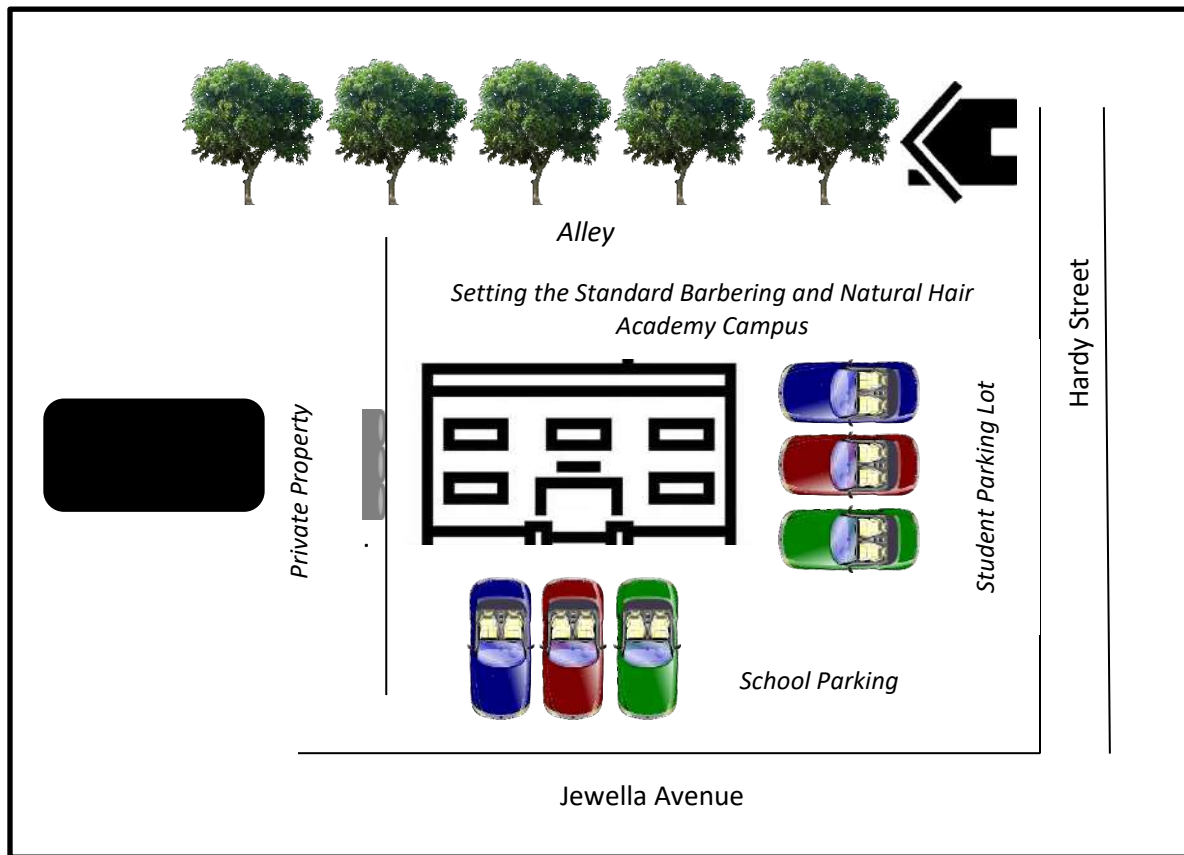 Alley
Setting the Standard Barbering and Natural Hair
Academy Campus
Private Property
Student Parking Lot
Hardy Street
School Parking
Jewella Avenue